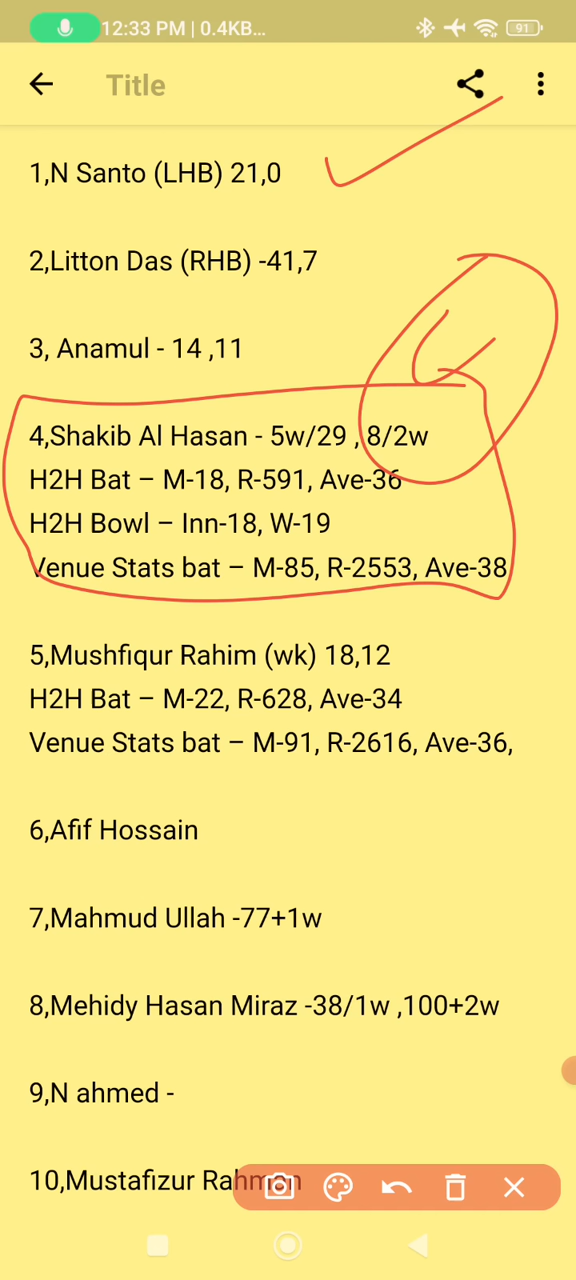 12:33 PM | 0.4KB...
91
Title
1,N Santo (LHB) 21,0
2,Litton Das (RHB) -41,7
3, Anamul - 14 ,11
4,Shakib Al Hasan - 5w/29 , 8/2w
H2H Bat – M-18, R-591, Ave-36
H2H Bowl – Inn-18, W-19
Venue Stats bat – M-85, R-2553, Ave-38
5,Mushfiqur Rahim (wk) 18,12
H2H Bat – M-22, R-628, Ave-34
Venue Stats bat – M-91, R-2616, Ave-36,
6,Afif Hossain
7,Mahmud Ullah -77+1w
8,Mehidy Hasan Miraz -38/1w ,100+2w
9,N ahmed -
10,Mustafizur Rahman